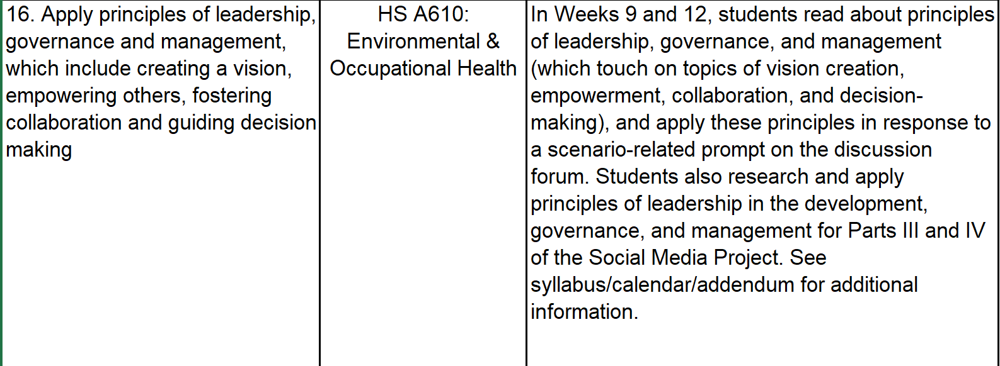 16. Apply principles of leadership,
governance and management,
which include creating a vision,
empowering others, fostering
collaboration and guiding decision
making
HS A610:
Environmental &
Occupational Health
In Weeks 9 and 12, students read about principles
of leadership, governance, and management
(which touch on topics of vision creation,
empowerment, collaboration, and decision-
making), and apply these principles in response to
a scenario-related prompt on the discussion
forum. Students also research and apply
principles of leadership in the development,
governance, and management for Parts III and IV
of the Social Media Project. See
syllabus/calendar/addendum for additional
information.